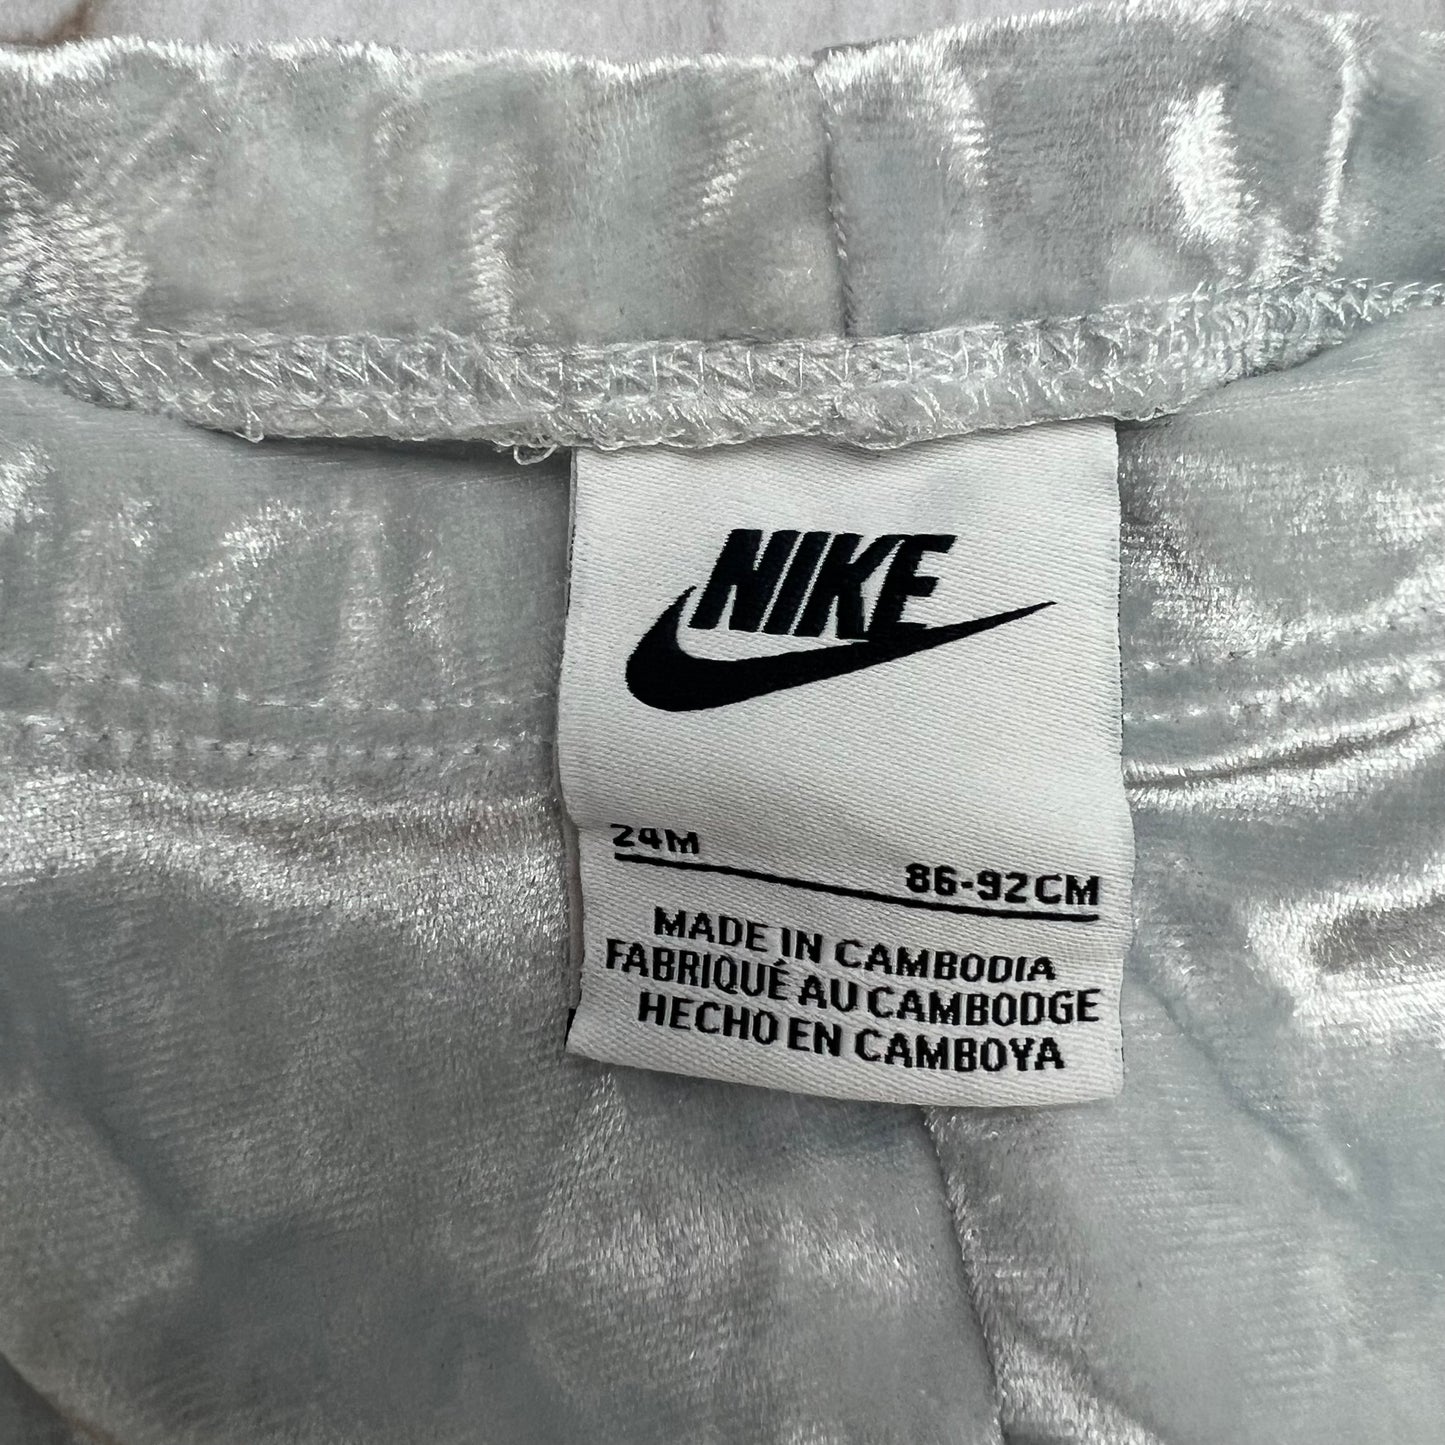 NIKE
24M
86-92CM
MADE IN CAMBODIA
FABRIQUÉ AU CAMBODGE
HECHO EN CAMBOYA